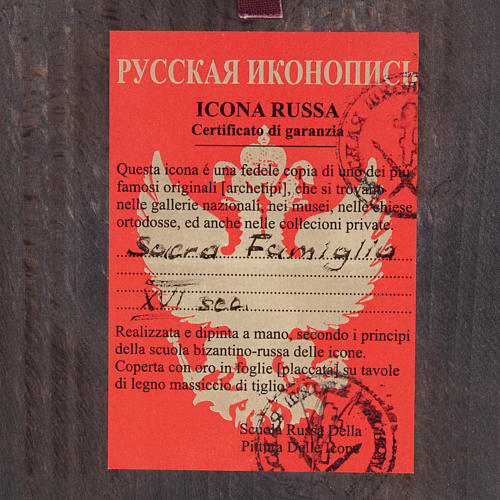 РУССКАЯ ИКОНОПИСЬ
ICONA RUSSA
Certificato di garanzia
Questa icona é una fedele copia di uno dei più
famosi originali [archetipi], che si trovano
nelle gallerie nazionali, nei musei, nelle chiese
ortodosse, ed anche nelle collecioni private.
Sacra Famiglia
XVI sec.
Realizzata e dipinta a mano, secondo i principi
della scuola bizantino-russa delle icone.
Coperta con oro in foglie [placcata] su tavole
di legno massiccio di tiglio.
Scuola Russa Della
Pittura Delle Icone